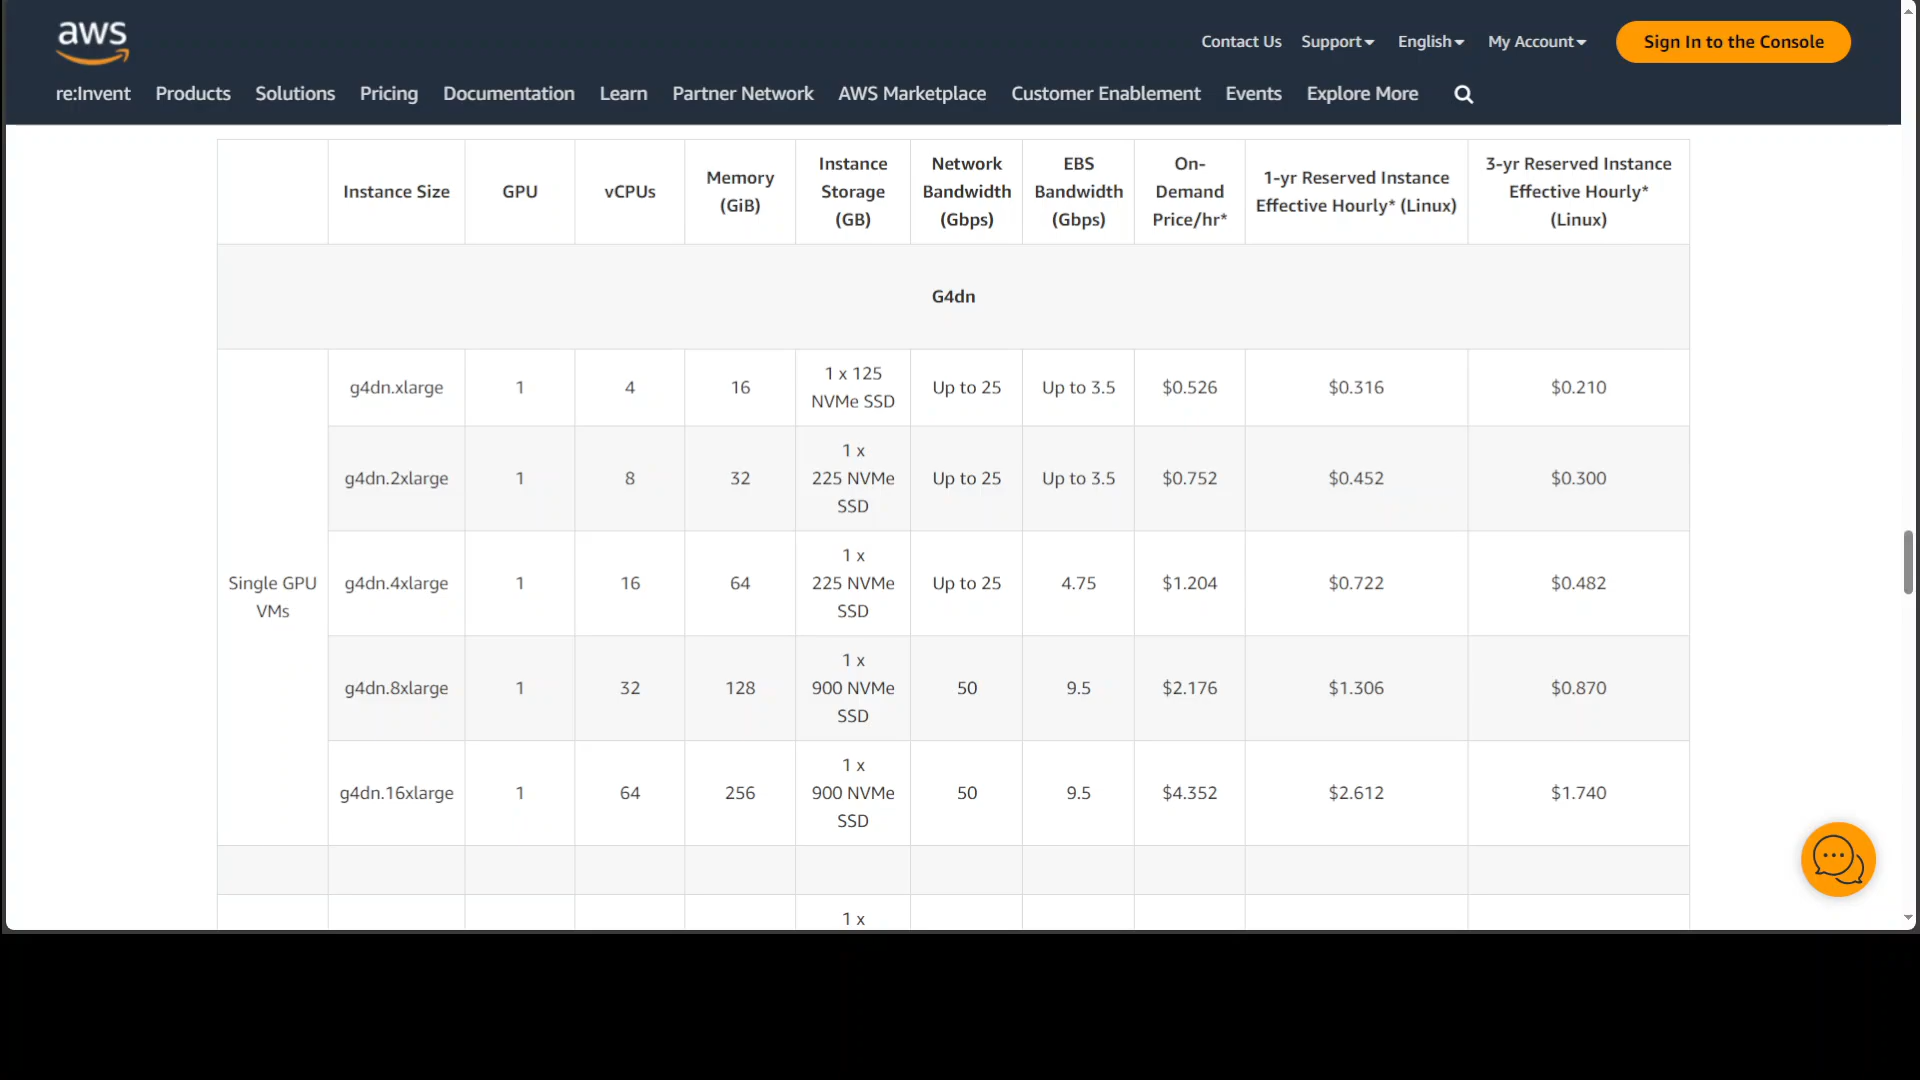 aws
Contact Us Support English My Account Sign In to the Console
re:Invent Products Solutions Pricing Documentation Learn Partner Network AWS Marketplace Customer Enablement Events Explore More
Instance Size
GPU
vCPUs
Memory
(GiB)
Instance
Storage
(GB)
Network
Bandwidth
(Gbps)
EBS
Bandwidth
(Gbps)
On-
Demand
Price/hr*
1-yr Reserved Instance
Effective Hourly* (Linux)
3-yr Reserved Instance
Effective Hourly*
(Linux)
G4dn
Single GPU
VMs
g4dn.xlarge
1
4
16
1 x 125
NVMe SSD
Up to 25
Up to 3.5
$0.526
$0.316
$0.210
g4dn.2xlarge
1
8
32
1 x
225 NVMe
SSD
Up to 25
Up to 3.5
$0.752
$0.452
$0.300
g4dn.4xlarge
1
16
64
1 x
225 NVMe
SSD
Up to 25
4.75
$1.204
$0.722
$0.482
g4dn.8xlarge
1
32
128
1 x
900 NVMe
SSD
50
9.5
$2.176
$1.306
$0.870
g4dn.16xlarge
1
64
256
1 x
900 NVMe
SSD
50
9.5
$4.352
$2.612
$1.740
1 x